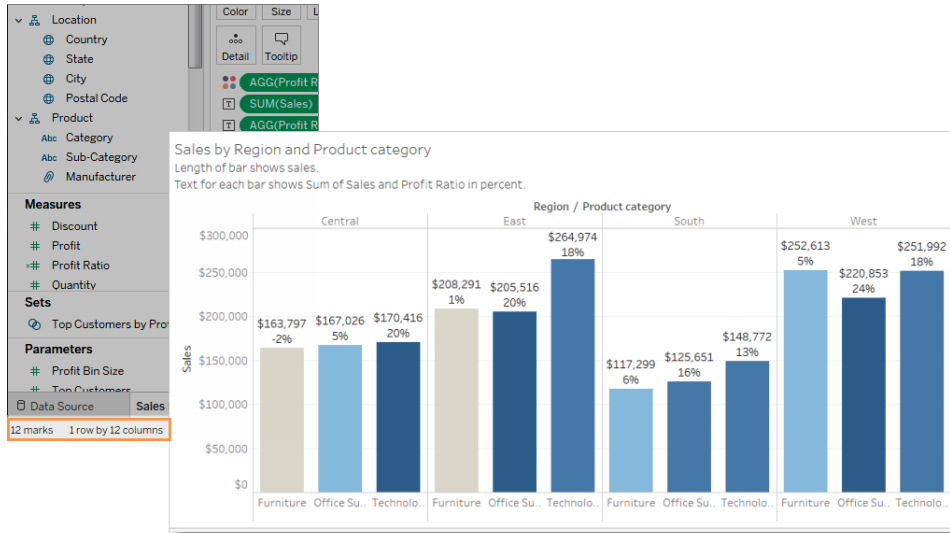 Location
Country
State
City
Postal Code
Product
Abc Category
Abc Sub-Category
Manufacturer
Measures
# Discount
# Profit
=# Profit Ratio
# Quantity
Sets
Top Customers by Prof
Parameters
# Profit Bin Size
# Top Customers
Data Source Sales
12 marks 1 row by 12 columns
Color Size L
Detail Tooltip
AGG(Profit R
T SUM(Sales)
T AGG(Profit R
Sales by Region and Product category
Length of bar shows sales.
Text for each bar shows Sum of Sales and Profit Ratio in percent.
Region / Product category
Central East South West
Sales
$300,000
$250,000
$200,000
$150,000
$100,000
$50,000
$0
$163,797
-2%
$167,026
5%
$170,416
20%
$208,291
1%
$205,516
20%
$264,974
18%
$117,299
6%
$125,651
16%
$148,772
13%
$252,613
5%
$220,853
24%
$251,992
18%
Furniture Office Su.. Technolo.. Furniture Office Su.. Technolo.. Furniture Office Su.. Technolo.. Furniture Office Su.. Technolo..